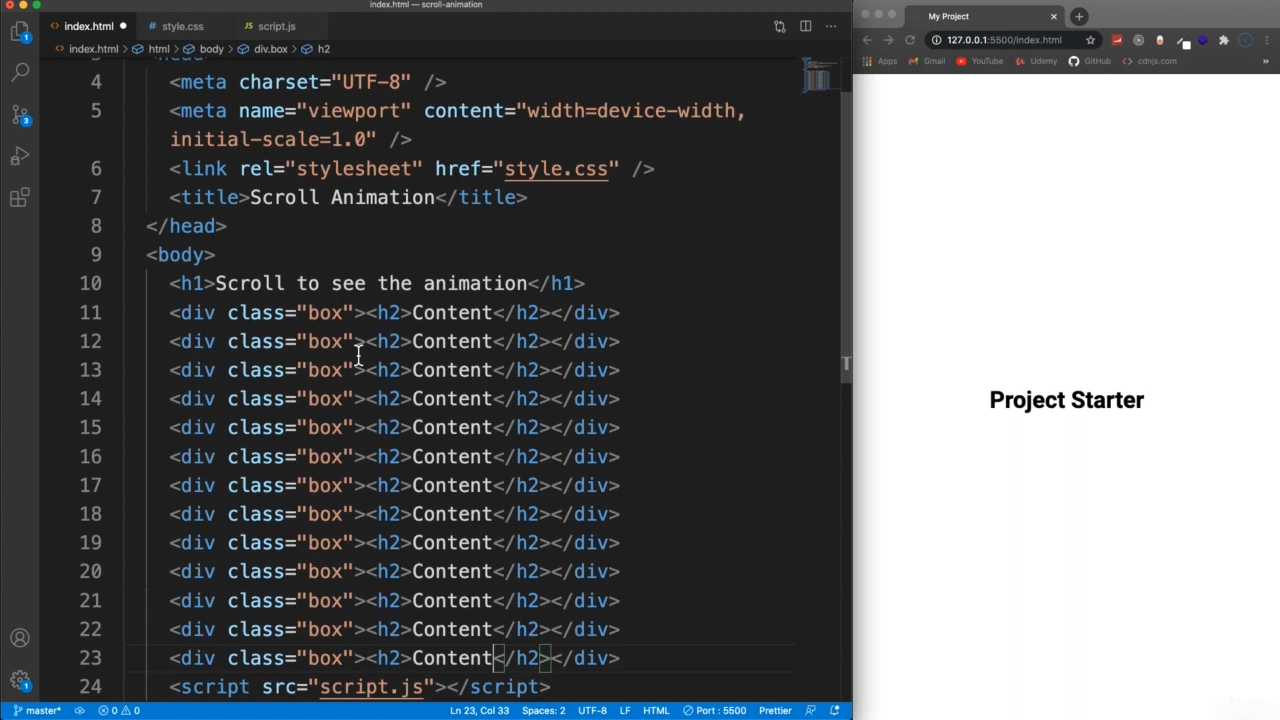 index.html — scroll-animation
index.html
style.css
script.js
index.html > html > body > div.box > h2
3 <head>
4 <meta charset="UTF-8" />
5 <meta name="viewport" content="width=device-width,
initial-scale=1.0" />
6 <link rel="stylesheet" href="style.css" />
7 <title>Scroll Animation</title>
8 </head>
9 <body>
10 <h1>Scroll to see the animation</h1>
11 <div class="box"><h2>Content</h2></div>
12 <div class="box"><h2>Content</h2></div>
13 <div class="box"><h2>Content</h2></div>
14 <div class="box"><h2>Content</h2></div>
15 <div class="box"><h2>Content</h2></div>
16 <div class="box"><h2>Content</h2></div>
17 <div class="box"><h2>Content</h2></div>
18 <div class="box"><h2>Content</h2></div>
19 <div class="box"><h2>Content</h2></div>
20 <div class="box"><h2>Content</h2></div>
21 <div class="box"><h2>Content</h2></div>
22 <div class="box"><h2>Content</h2></div>
23 <div class="box"><h2>Content</h2></div>
24 <script src="script.js"></script>
1
3
1
master* 0 0 Ln 23, Col 33 Spaces: 2 UTF-8 LF HTML Port : 5500 Prettier
My Project
127.0.0.1:5500/index.html
Apps Gmail YouTube Udemy GitHub cdnjs.com »
Project Starter